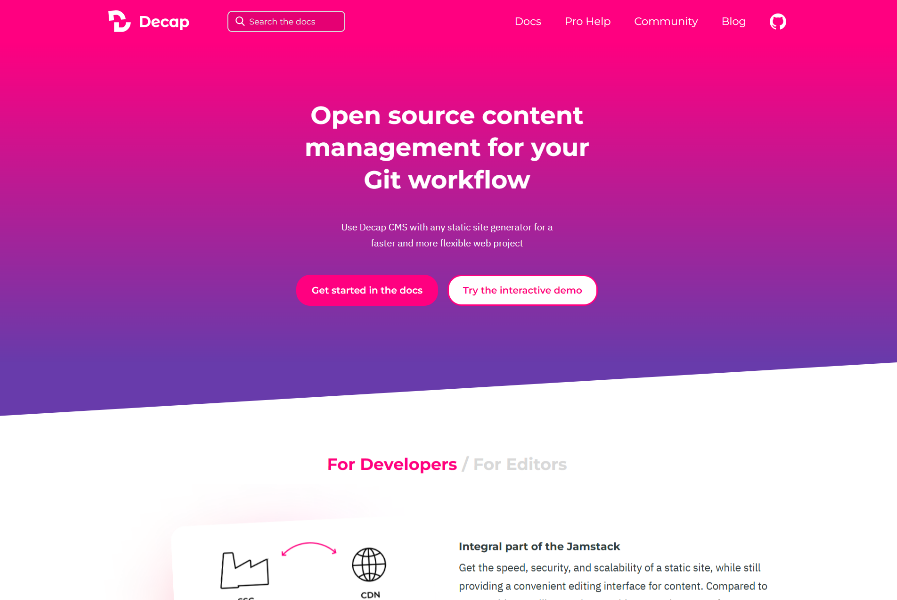 Decap
Search the docs
Docs
Pro Help
Community
Blog
Open source content
management for your
Git workflow
Use Decap CMS with any static site generator for a
faster and more flexible web project
Get started in the docs
Try the interactive demo
For Developers / For Editors
CDN
Integral part of the Jamstack
Get the speed, security, and scalability of a static site, while still
providing a convenient editing interface for content. Compared to